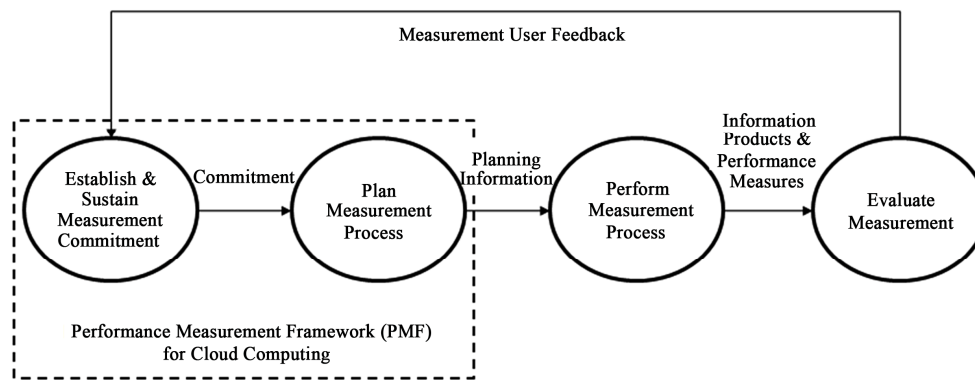 Measurement User Feedback
Establish &
Sustain
Measurement
Commitment
Commitment
Plan
Measurement
Process
Planning
Information
Perform
Measurement
Process
Information
Products &
Performance
Measures
Evaluate
Measurement
Performance Measurement Framework (PMF)
for Cloud Computing